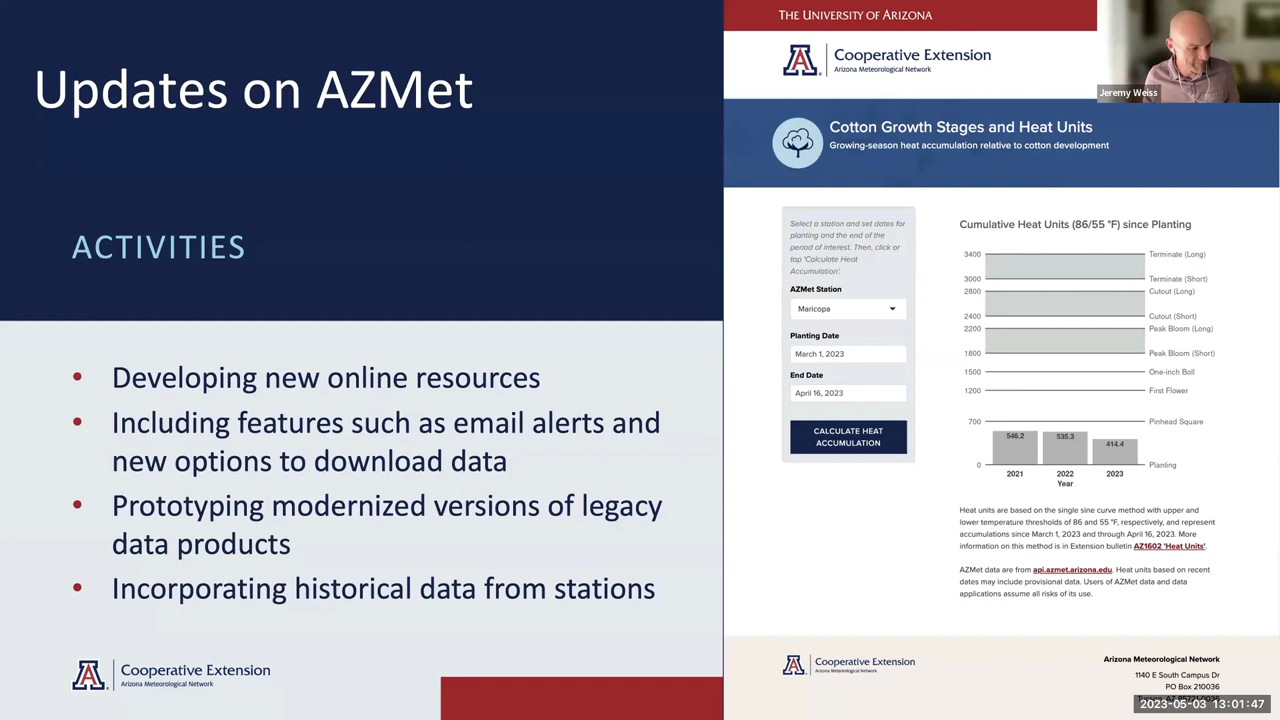 Updates on AZMet
ACTIVITIES
• Developing new online resources
• Including features such as email alerts and
new options to download data
• Prototyping modernized versions of legacy
data products
• Incorporating historical data from stations
A
Cooperative Extension
Arizona Meteorological Network
THE UNIVERSITY OF ARIZONA
A
Cooperative Extension
Arizona Meteorological Network
Jeremy Weiss
Cotton Growth Stages and Heat Units
Growing-season heat accumulation relative to cotton development
Select a station and set dates for
planting and the end of the
period of interest. Then, click or
tap 'Calculate Heat
Accumulation'.
AZMet Station
Maricopa
Planting Date
March 1, 2023
End Date
April 16, 2023
CALCULATE HEAT
ACCUMULATION
Cumulative Heat Units (86/55 °F) since Planting
3400 Terminate (Long)
3000 Terminate (Short)
2800 Cutout (Long)
2400 Cutout (Short)
2200 Peak Bloom (Long)
1800 Peak Bloom (Short)
1500 One-inch Boll
1200 First Flower
700 Pinhead Square
546.2 535.3 414.4
0 Planting
2021 2022 2023
Year
Heat units are based on the single sine curve method with upper and
lower temperature thresholds of 86 and 55 °F, respectively, and represent
accumulations since March 1, 2023 and through April 16, 2023. More
information on this method is in Extension bulletin AZ1602 'Heat Units'.
AZMet data are from api.azmet.arizona.edu. Heat units based on recent
dates may include provisional data. Users of AZMet data and data
applications assume all risks of its use.
A
Cooperative Extension
Arizona Meteorological Network
Arizona Meteorological Network
1140 E South Campus Dr
PO Box 210036
2023-05-03 13:01:47